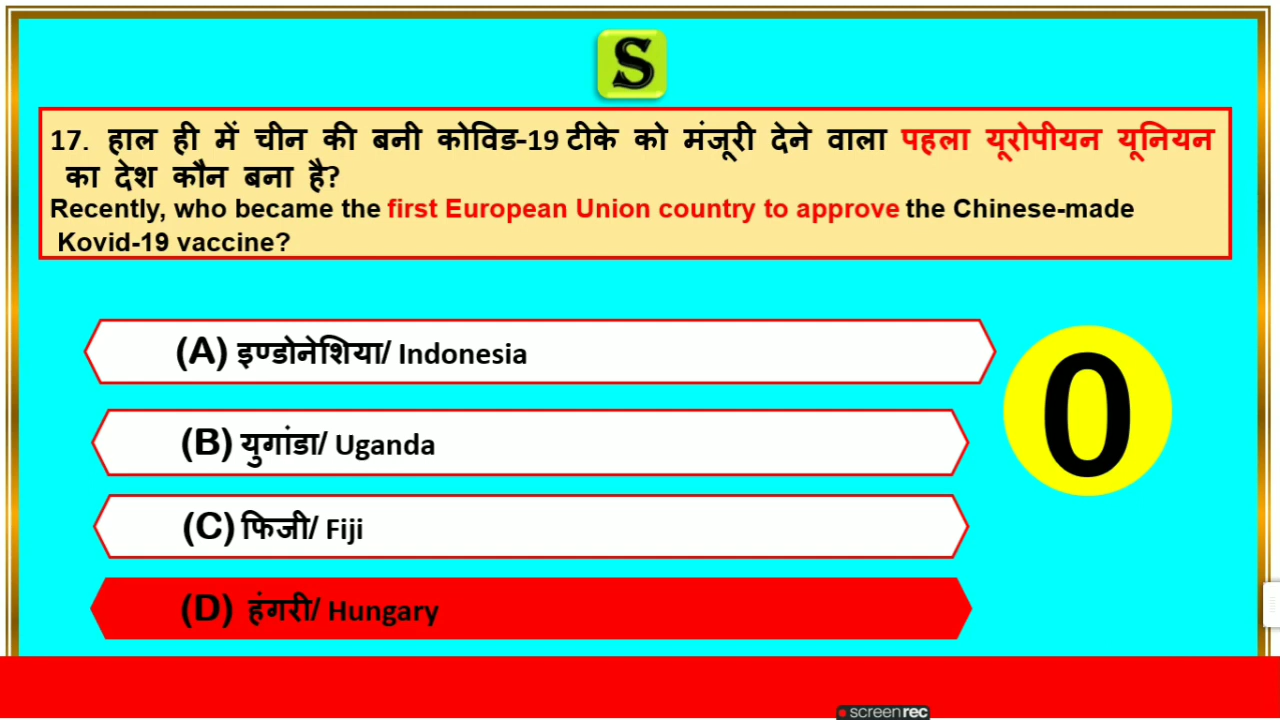 S
17. हाल ही में चीन की बनी कोविड-19 टीके को मंजूरी देने वाला पहला यूरोपीयन यूनियन
का देश कौन बना है?
Recently, who became the first European Union country to approve the Chinese-made
Kovid-19 vaccine?
(A) इण्डोनेशिया/ Indonesia
0
(B) युगांडा/ Uganda
(C) फिजी/ Fiji
(D) हंगरी/ Hungary
screenrec